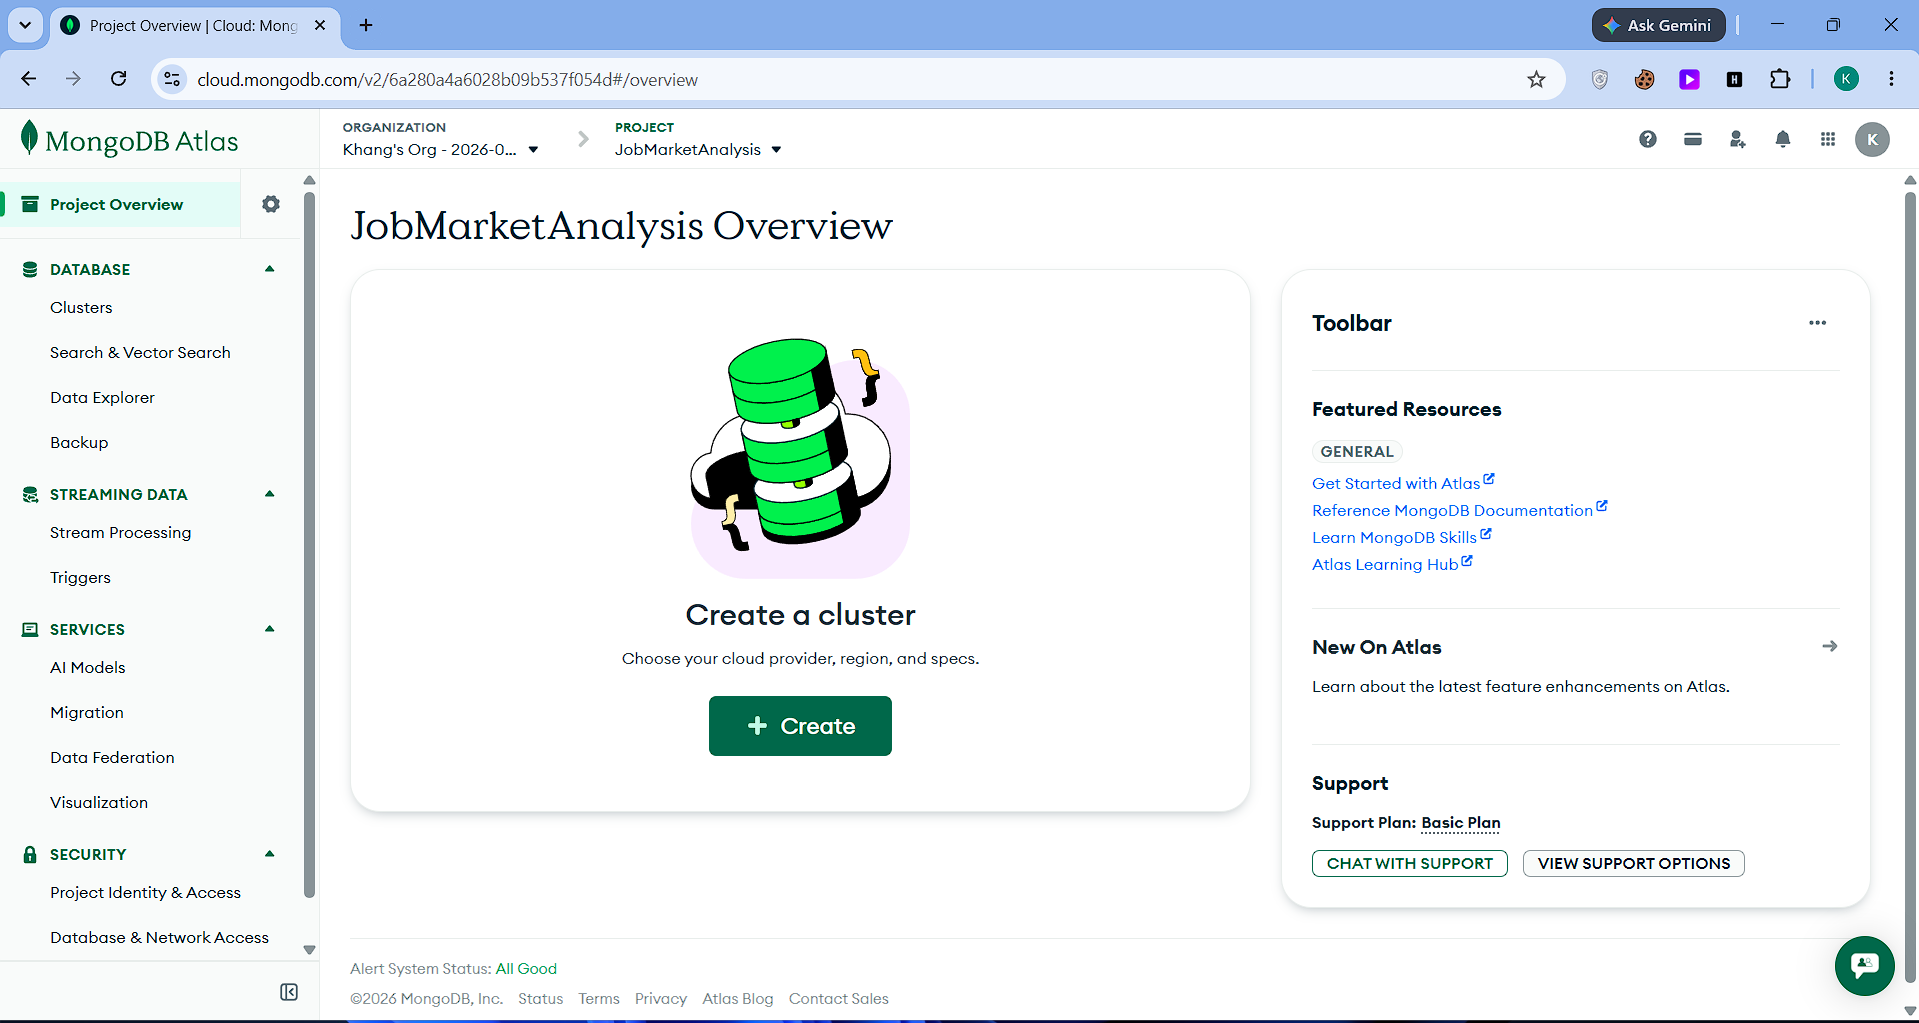 Project Overview | Cloud: Mong
Ask Gemini
cloud.mongodb.com/v2/6a280a4a6028b09b537f054d#/overview
H
K
MongoDB Atlas
ORGANIZATION
Khang's Org - 2026-0...
PROJECT
JobMarketAnalysis
K
Project Overview
DATABASE
Clusters
Search & Vector Search
Data Explorer
Backup
STREAMING DATA
Stream Processing
Triggers
SERVICES
AI Models
Migration
Data Federation
Visualization
SECURITY
Project Identity & Access
Database & Network Access
JobMarketAnalysis Overview
Create a cluster
Choose your cloud provider, region, and specs.
+ Create
Toolbar
Featured Resources
GENERAL
Get Started with Atlas
Reference MongoDB Documentation
Learn MongoDB Skills
Atlas Learning Hub
New On Atlas
Learn about the latest feature enhancements on Atlas.
Support
Support Plan: Basic Plan
CHAT WITH SUPPORT
VIEW SUPPORT OPTIONS
Alert System Status: All Good
©2026 MongoDB, Inc. Status Terms Privacy Atlas Blog Contact Sales